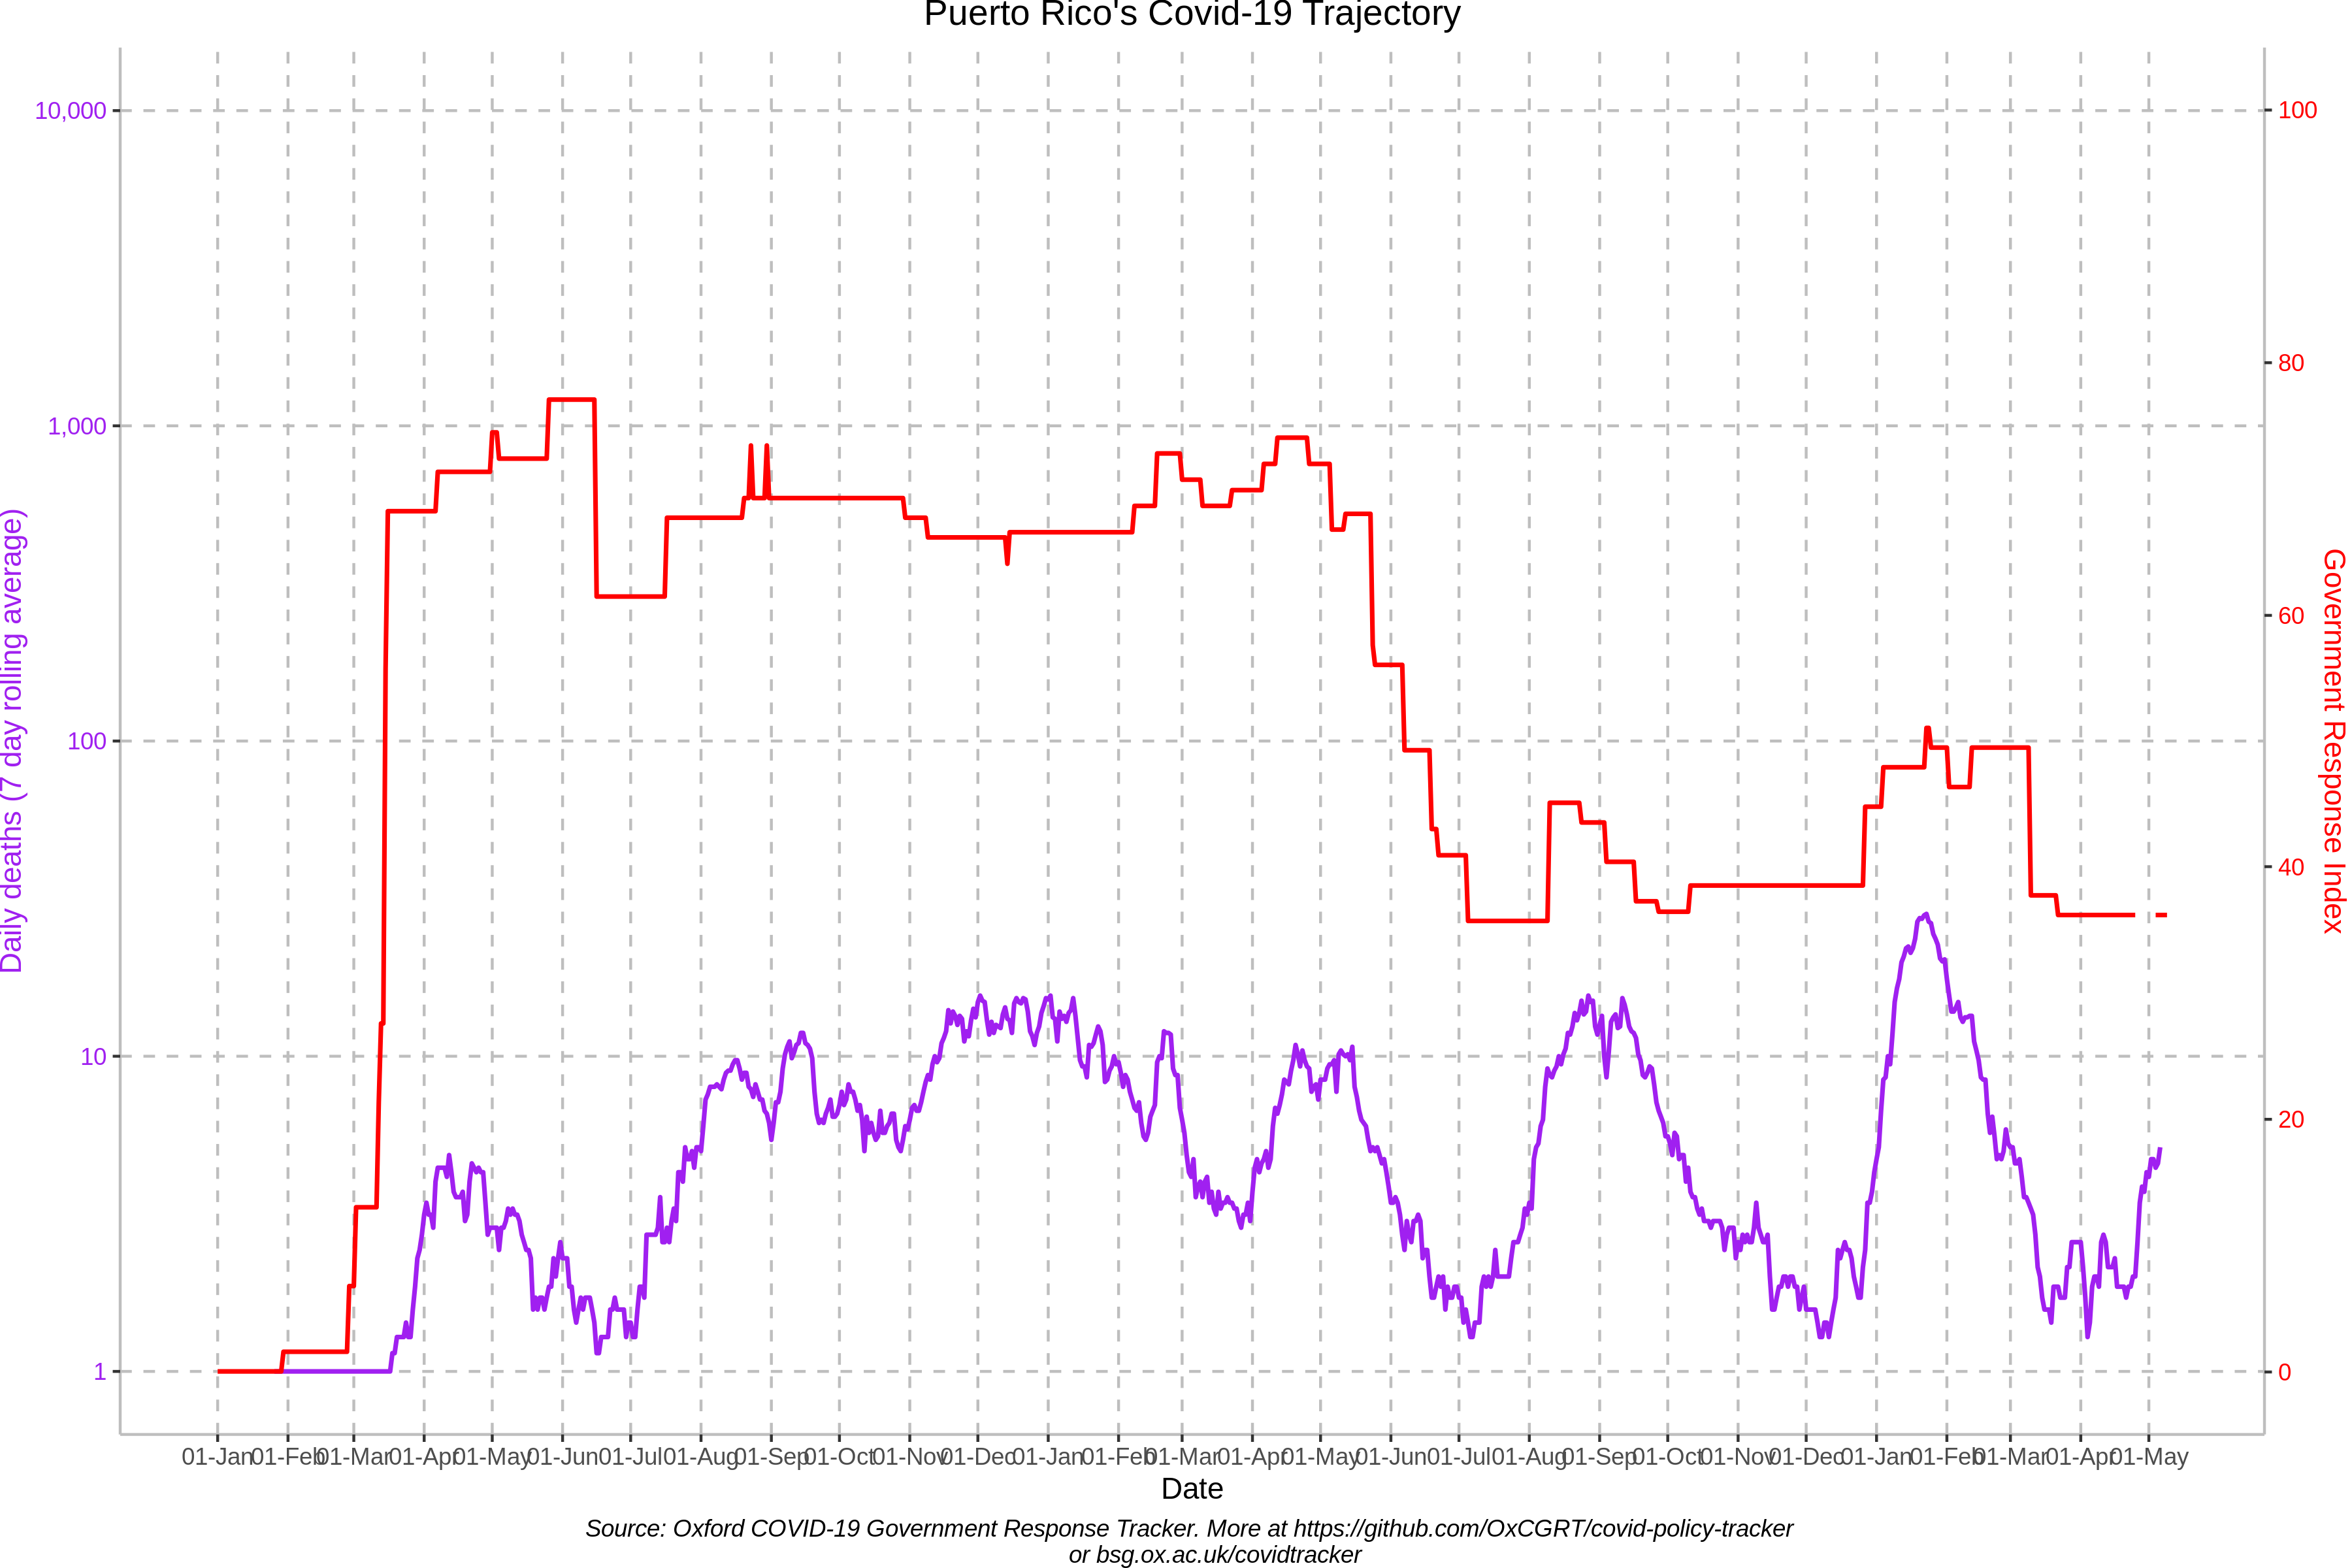 Puerto Rico's Covid-19 Trajectory
Daily deaths (7 day rolling average)
10,000
1,000
100
10
1
Government Response Index
100
80
60
40
20
0
01-Jan 01-Feb 01-Mar 01-Apr 01-May 01-Jun 01-Jul 01-Aug 01-Sep 01-Oct 01-Nov 01-Dec 01-Jan 01-Feb 01-Mar 01-Apr 01-May 01-Jun 01-Jul 01-Aug 01-Sep 01-Oct 01-Nov 01-Dec 01-Jan 01-Feb 01-Mar 01-Apr 01-May
Date
Source: Oxford COVID-19 Government Response Tracker. More at https://github.com/OxCGRT/covid-policy-tracker
or bsg.ox.ac.uk/covidtracker